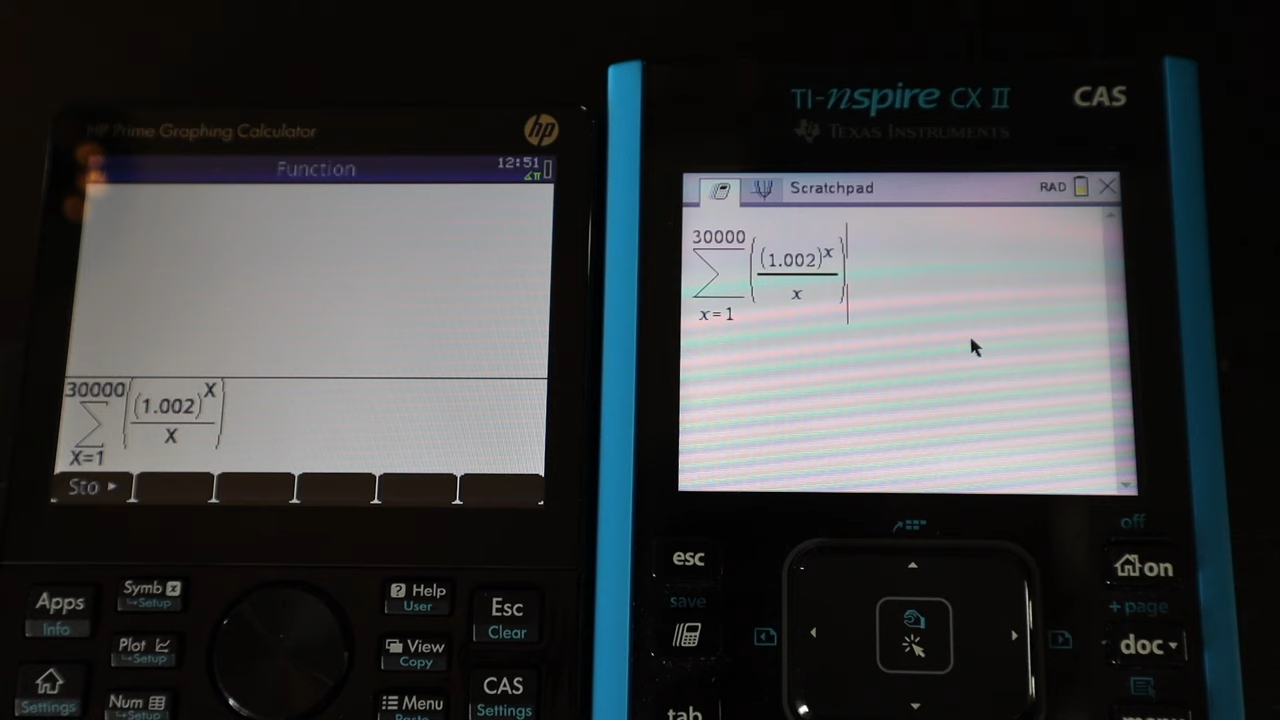 HP Prime Graphing Calculator
hp
Function
12:51
∡π
30000
∑ ((1.002)^X / X)
X=1
Sto ▸
Apps
Info
Symb
↳Setup
Plot
↳Setup
Settings
Num
↳Setup
? Help
User
View
Copy
Menu
Paste
Esc
Clear
CAS
Settings
TI-nspire CX II
CAS
TEXAS INSTRUMENTS
Scratchpad
RAD
30000
∑ ((1.002)^x / x)
x=1
esc
save
tab
off
on
+page
doc▾
menu